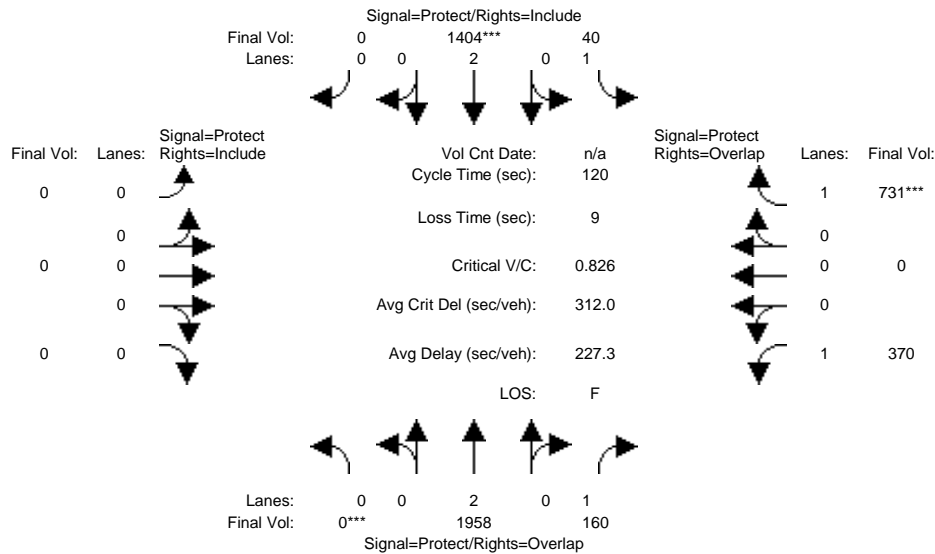 Signal=Protect/Rights=Include
Final Vol: 0 1404*** 40
Lanes: 0 0 2 0 1
Signal=Protect
Final Vol: Lanes: Rights=Include
Vol Cnt Date: n/a
Signal=Protect
Rights=Overlap Lanes: Final Vol:
Cycle Time (sec): 120
0 0
1 731***
Loss Time (sec): 9
0
0
0 0
Critical V/C: 0.826
0 0
0
Avg Crit Del (sec/veh): 312.0
0
0 0
Avg Delay (sec/veh): 227.3
1 370
LOS: F
Lanes: 0 0 2 0 1
Final Vol: 0*** 1958 160
Signal=Protect/Rights=Overlap